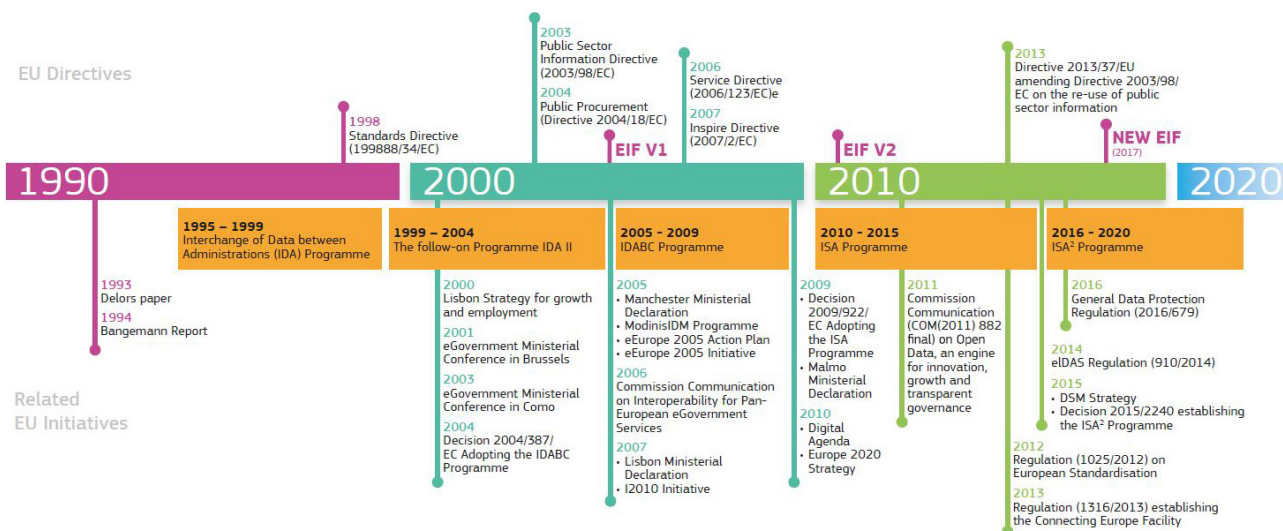 EU Directives
1998
Standards Directive
(199888/34/EC)
2003
Public Sector
Information Directive
(2003/98/EC)
2004
Public Procurement
(Directive 2004/18/EC)
EIF V1
2006
Service Directive
(2006/123/EC)e
2007
Inspire Directive
(2007/2/EC)
EIF V2
2013
Directive 2013/37/EU
amending Directive 2003/98/
EC on the re-use of public
sector information
NEW EIF
(2017)
1990
2000
2010
2020
1995 – 1999
Interchange of Data between
Administrations (IDA) Programme
1999 – 2004
The follow-on Programme IDA II
2005 - 2009
IDABC Programme
2010 - 2015
ISA Programme
2016 - 2020
ISA² Programme
Related
EU Initiatives
1993
Delors paper
1994
Bangemann Report
2000
Lisbon Strategy for growth
and employment
2001
eGovernment Ministerial
Conference in Brussels
2003
eGovernment Ministerial
Conference in Como
2004
Decision 2004/387/
EC Adopting the IDABC
Programme
2005
• Manchester Ministerial
Declaration
• ModinisIDM Programme
• eEurope 2005 Action Plan
• eEurope 2005 Initiative
2006
Commission Communication
on Interoperability for Pan-
European eGovernment
Services
2007
• Lisbon Ministerial
Declaration
• I2010 Initiative
2009
• Decision
2009/922/
EC Adopting
the ISA
Programme
• Malmo
Ministerial
Declaration
2010
• Digital
Agenda
• Europe 2020
Strategy
2011
Commission
Communication
(COM(2011) 882
final) on Open
Data, an engine
for innovation,
growth and
transparent
governance
2016
General Data Protection
Regulation (2016/679)
2014
eIDAS Regulation (910/2014)
2015
• DSM Strategy
• Decision 2015/2240 establishing
the ISA² Programme
2012
Regulation (1025/2012) on
European Standardisation
2013
Regulation (1316/2013) establishing
the Connecting Europe Facility